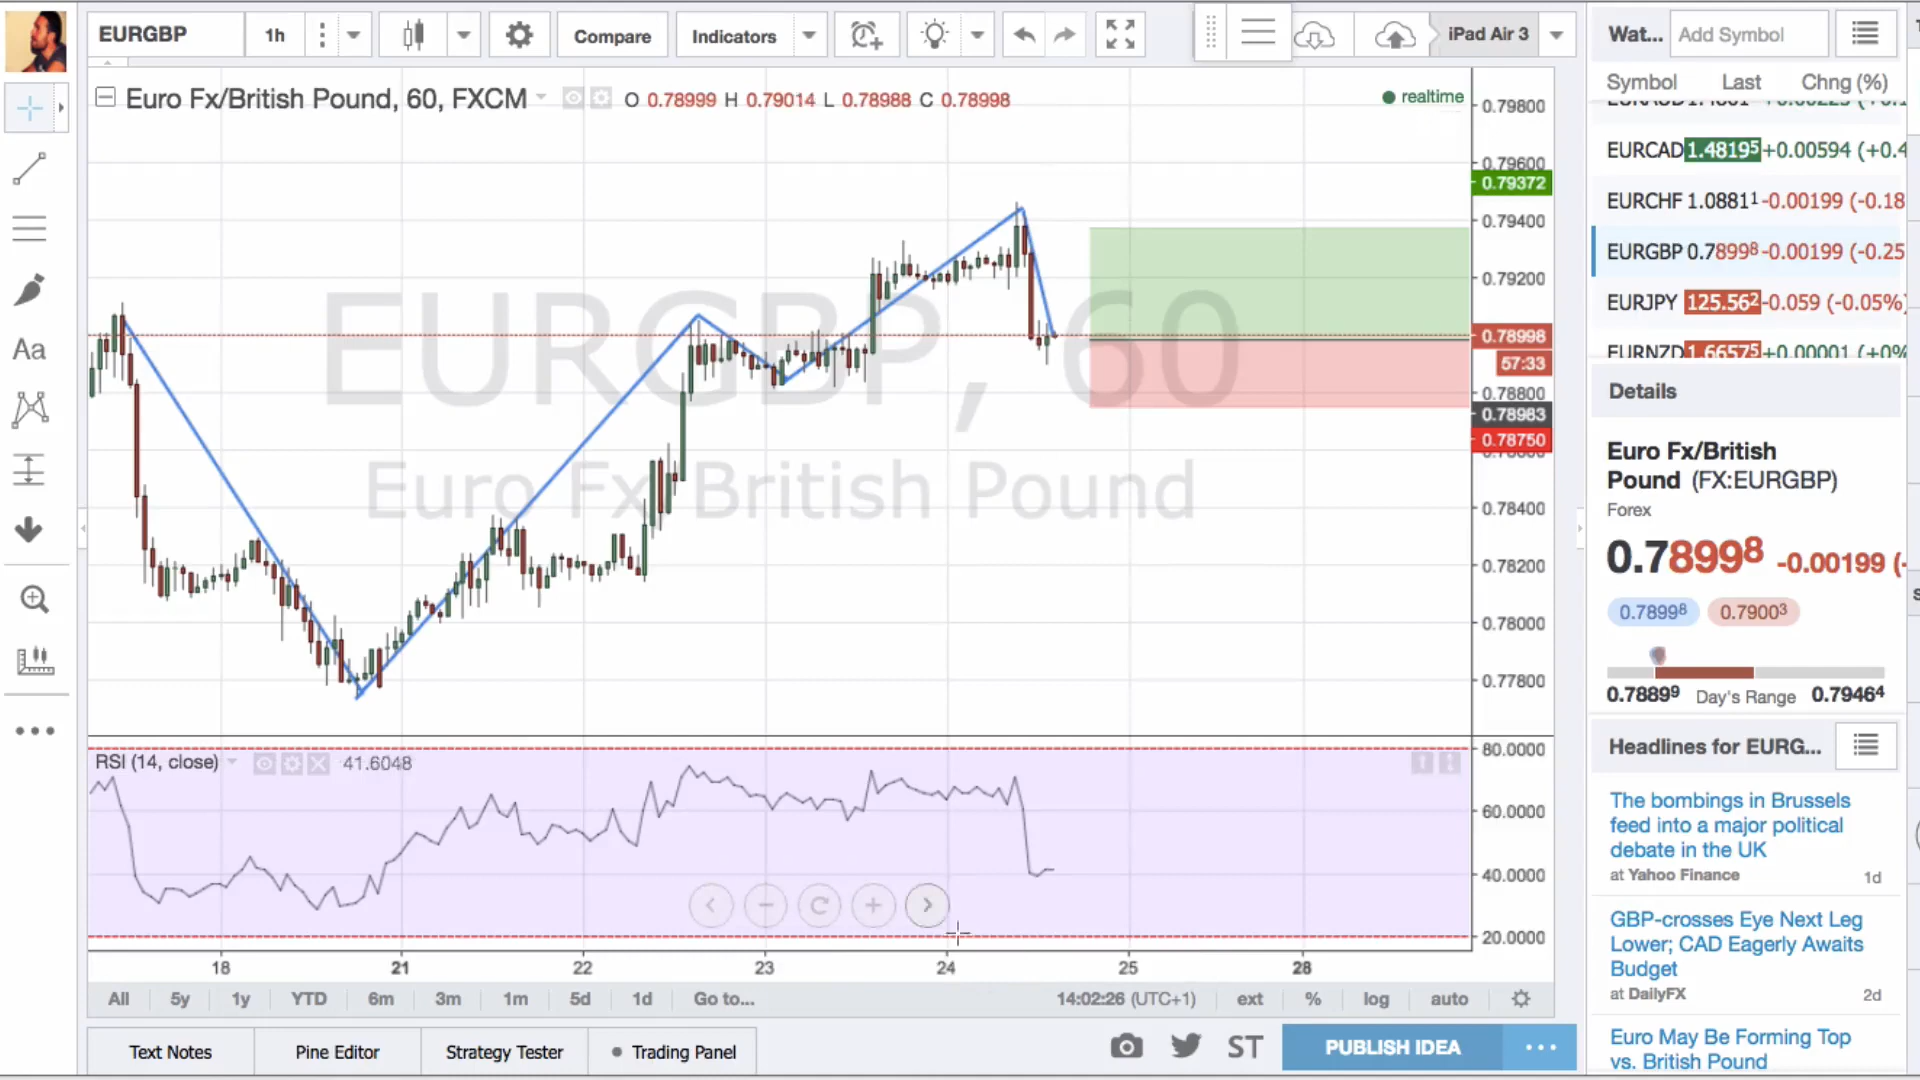 EURGBP
1h
Compare
Indicators
iPad Air 3
Wat...
Add Symbol
Symbol Last Chng (%)
Euro Fx/British Pound, 60, FXCM
O 0.78999 H 0.79014 L 0.78988 C 0.78998
realtime
0.79800
0.79600
0.79372
0.79400
0.79200
0.78998
57:33
0.78800
0.78983
0.78750
0.78400
0.78200
0.78000
0.77800
EURGBP, 60
Euro Fx/British Pound
Aa
RSI (14, close)
41.6048
80.0000
60.0000
40.0000
20.0000
18 21 22 23 24 25 28
All 5y 1y YTD 6m 3m 1m 5d 1d Go to...
14:02:26 (UTC+1) ext % log auto
Text Notes
Pine Editor
Strategy Tester
Trading Panel
ST
PUBLISH IDEA
EURCAD 1.48195 +0.00594 (+0.4
EURCHF 1.08811 -0.00199 (-0.18
EURGBP 0.78998 -0.00199 (-0.25
EURJPY 125.562 -0.059 (-0.05%)
EURNZD 1.66575 +0.00001 (+0%
Details
Euro Fx/British
Pound (FX:EURGBP)
Forex
0.78998 -0.00199 (-
0.78998 0.79003
0.78899 Day's Range 0.79464
Headlines for EURG...
The bombings in Brussels
feed into a major political
debate in the UK
at Yahoo Finance 1d
GBP-crosses Eye Next Leg
Lower; CAD Eagerly Awaits
Budget
at DailyFX 2d
Euro May Be Forming Top
vs. British Pound